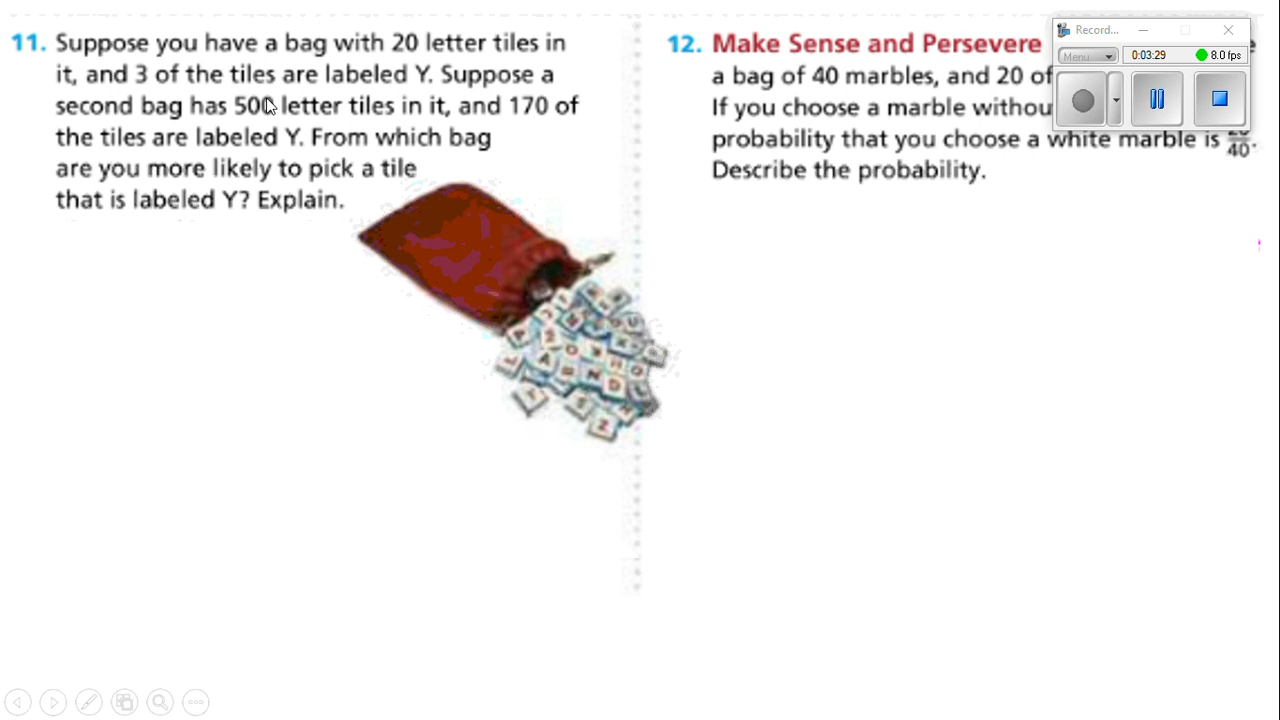 11. Suppose you have a bag with 20 letter tiles in
it, and 3 of the tiles are labeled Y. Suppose a
second bag has 500 letter tiles in it, and 170 of
the tiles are labeled Y. From which bag
are you more likely to pick a tile
that is labeled Y? Explain.
12. Make Sense and Persevere
a bag of 40 marbles, and 20 of
If you choose a marble withou
probability that you choose a white marble is 20/40.
Describe the probability.
Record...
Menu
0:03:29
8.0 fps